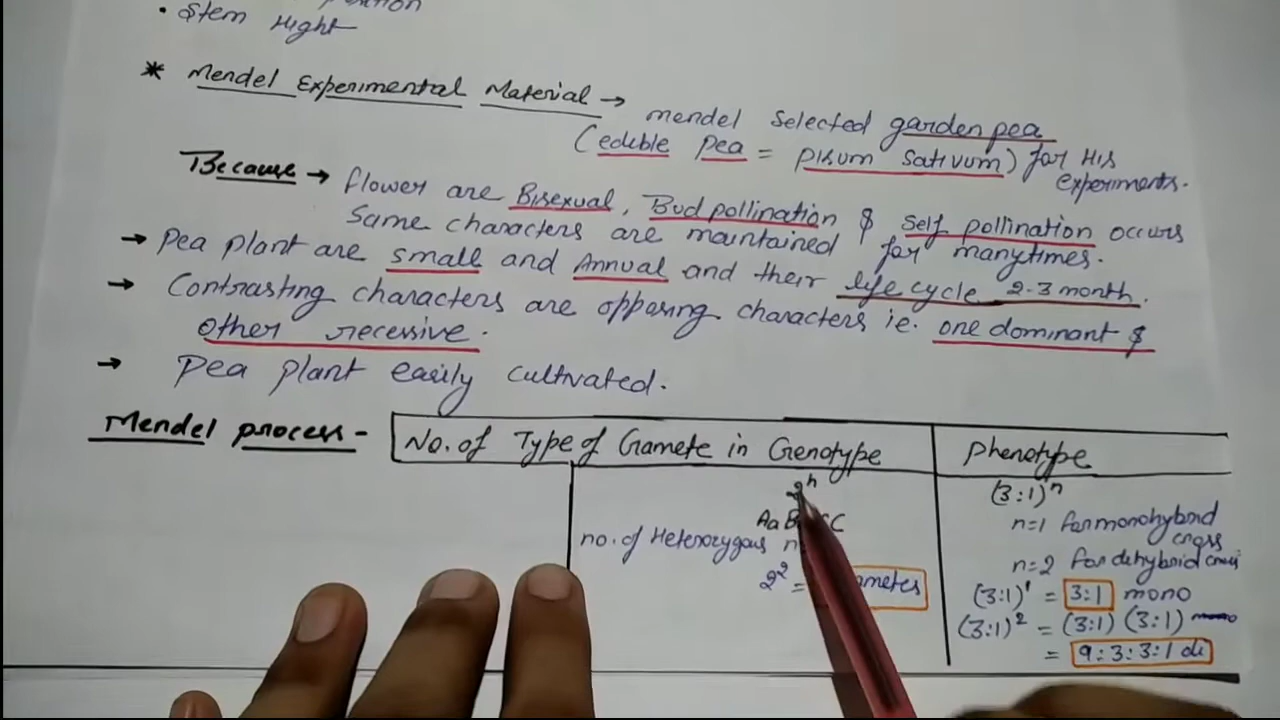 • Stem Hight
* Mendel Experimental Material →
mendel selected garden pea
(edible pea = pisum sativum) for His
experiments.
Because → flower are Bisexual, Bud pollination $ self pollination occurs
Same characters are maintained for manytimes.
→ Pea plant are small and Annual and their life cycle 2-3 month.
→ Contrasting characters are opposing characters ie. one dominant $
other recessive.
→ Pea plant easily cultivated.
Mendel process -
No. of Type of Gamete in Genotype
Phenotype
2ⁿ
Aa
no. of Heterozygous n
2² =
(3:1)ⁿ
n=1 for monohybrid
cross
n=2 for dehybrid cross
(3:1)¹ = 3:1 mono
(3:1)² = (3:1) (3:1)
= 9:3:3:1 di